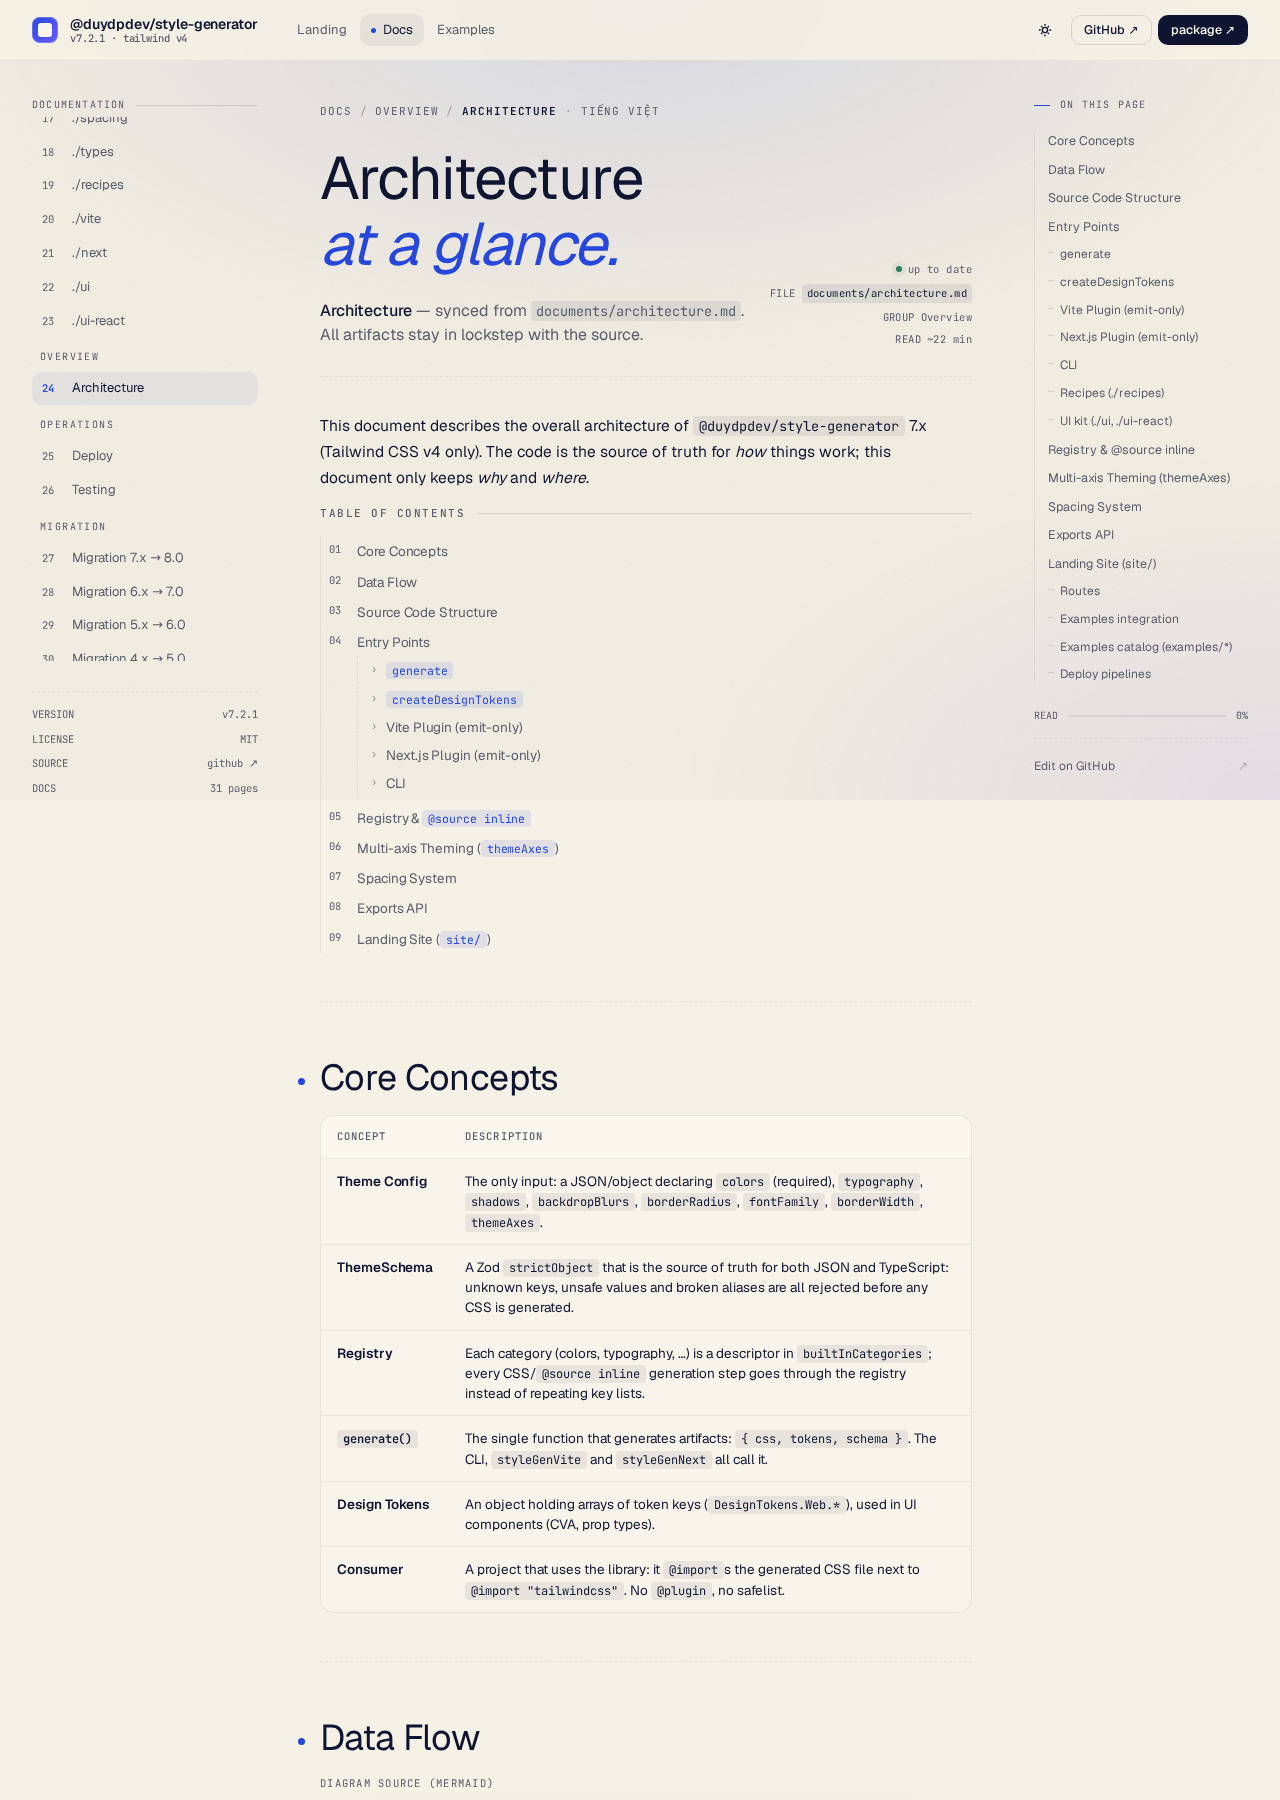 @duydpdev/style-generator
v7.2.1 · tailwind v4
Landing
Docs
Examples
GitHub ↗
package ↗
DOCUMENTATION
17 ./spacing
18 ./types
19 ./recipes
20 ./vite
21 ./next
22 ./ui
23 ./ui-react
OVERVIEW
24 Architecture
OPERATIONS
25 Deploy
26 Testing
MIGRATION
27 Migration 7.x → 8.0
28 Migration 6.x → 7.0
29 Migration 5.x → 6.0
30 Migration 4.x → 5.0
VERSION v7.2.1
LICENSE MIT
SOURCE github ↗
DOCS 31 pages
DOCS / OVERVIEW / ARCHITECTURE · TIẾNG VIỆT
Architecture
at a glance.
Architecture — synced from documents/architecture.md.
All artifacts stay in lockstep with the source.
up to date
FILE documents/architecture.md
GROUP Overview
READ ~22 min
This document describes the overall architecture of @duydpdev/style-generator 7.x
(Tailwind CSS v4 only). The code is the source of truth for how things work; this
document only keeps why and where.
TABLE OF CONTENTS
01 Core Concepts
02 Data Flow
03 Source Code Structure
04 Entry Points
› generate
› createDesignTokens
› Vite Plugin (emit-only)
› Next.js Plugin (emit-only)
› CLI
05 Registry & @source inline
06 Multi-axis Theming (themeAxes)
07 Spacing System
08 Exports API
09 Landing Site (site/)
Core Concepts
CONCEPT DESCRIPTION
Theme Config The only input: a JSON/object declaring colors (required), typography,
shadows, backdropBlurs, borderRadius, fontFamily, borderWidth,
themeAxes.
ThemeSchema A Zod strictObject that is the source of truth for both JSON and TypeScript:
unknown keys, unsafe values and broken aliases are all rejected before any
CSS is generated.
Registry Each category (colors, typography, …) is a descriptor in builtInCategories;
every CSS/@source inline generation step goes through the registry
instead of repeating key lists.
generate() The single function that generates artifacts: { css, tokens, schema }. The
CLI, styleGenVite and styleGenNext all call it.
Design Tokens An object holding arrays of token keys (DesignTokens.Web.*), used in UI
components (CVA, prop types).
Consumer A project that uses the library: it @imports the generated CSS file next to
@import "tailwindcss". No @plugin, no safelist.
Data Flow
DIAGRAM SOURCE (MERMAID)
ON THIS PAGE
Core Concepts
Data Flow
Source Code Structure
Entry Points
generate
createDesignTokens
Vite Plugin (emit-only)
Next.js Plugin (emit-only)
CLI
Recipes (./recipes)
UI kit (./ui, ./ui-react)
Registry & @source inline
Multi-axis Theming (themeAxes)
Spacing System
Exports API
Landing Site (site/)
Routes
Examples integration
Examples catalog (examples/*)
Deploy pipelines
READ 0%
Edit on GitHub ↗